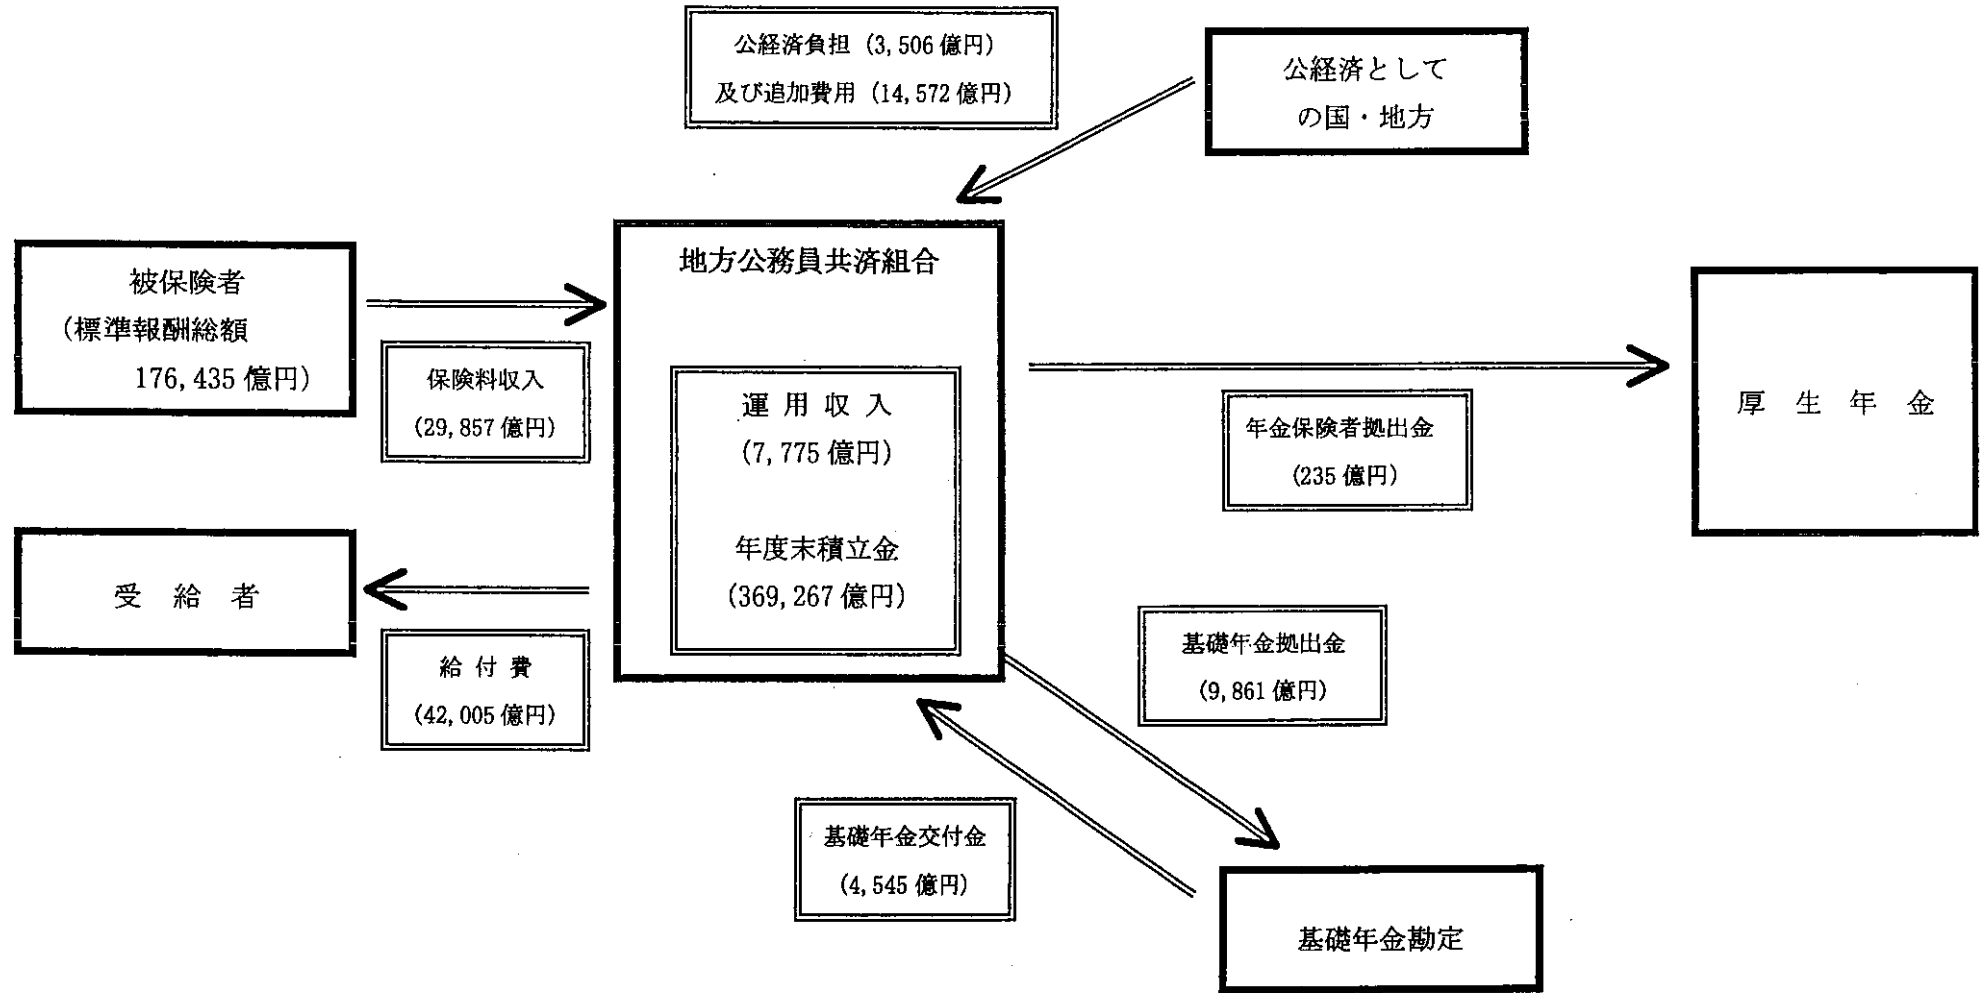 公経済負担 (3,506億円)
及び追加費用 (14,572億円)
公経済として
の国・地方
被保険者
(標準報酬総額
176,435億円)
保険料収入
(29,857億円)
地方公務員共済組合
運用収入
(7,775億円)
年度末積立金
(369,267億円)
年金保険者拠出金
(235億円)
厚生年金
受給者
給付費
(42,005億円)
基礎年金拠出金
(9,861億円)
基礎年金交付金
(4,545億円)
基礎年金勘定